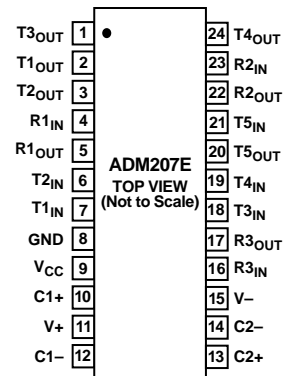 T3OUT 1 24 T4OUT
T1OUT 2 23 R2IN
T2OUT 3 22 R2OUT
R1IN 4 21 T5IN
R1OUT 5 20 T5OUT
ADM207E
T2IN 6 TOP VIEW 19 T4IN
T1IN 7 (Not to Scale) 18 T3IN
GND 8 17 R3OUT
VCC 9 16 R3IN
C1+ 10 15 V–
V+ 11 14 C2–
C1– 12 13 C2+